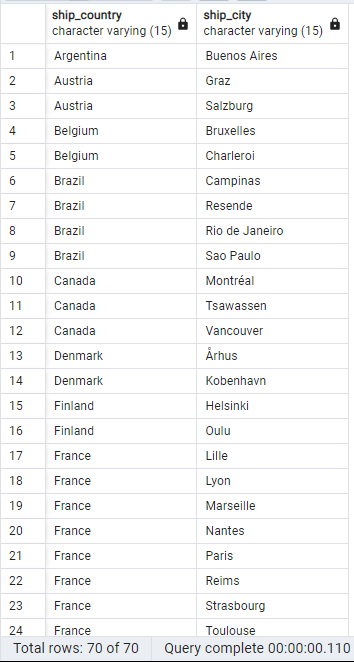 ship_country ship_city
character varying (15) character varying (15)
1 Argentina Buenos Aires
2 Austria Graz
3 Austria Salzburg
4 Belgium Bruxelles
5 Belgium Charleroi
6 Brazil Campinas
7 Brazil Resende
8 Brazil Rio de Janeiro
9 Brazil Sao Paulo
10 Canada Montréal
11 Canada Tsawassen
12 Canada Vancouver
13 Denmark Århus
14 Denmark Kobenhavn
15 Finland Helsinki
16 Finland Oulu
17 France Lille
18 France Lyon
19 France Marseille
20 France Nantes
21 France Paris
22 France Reims
23 France Strasbourg
24 France Toulouse
Total rows: 70 of 70 Query complete 00:00:00.110